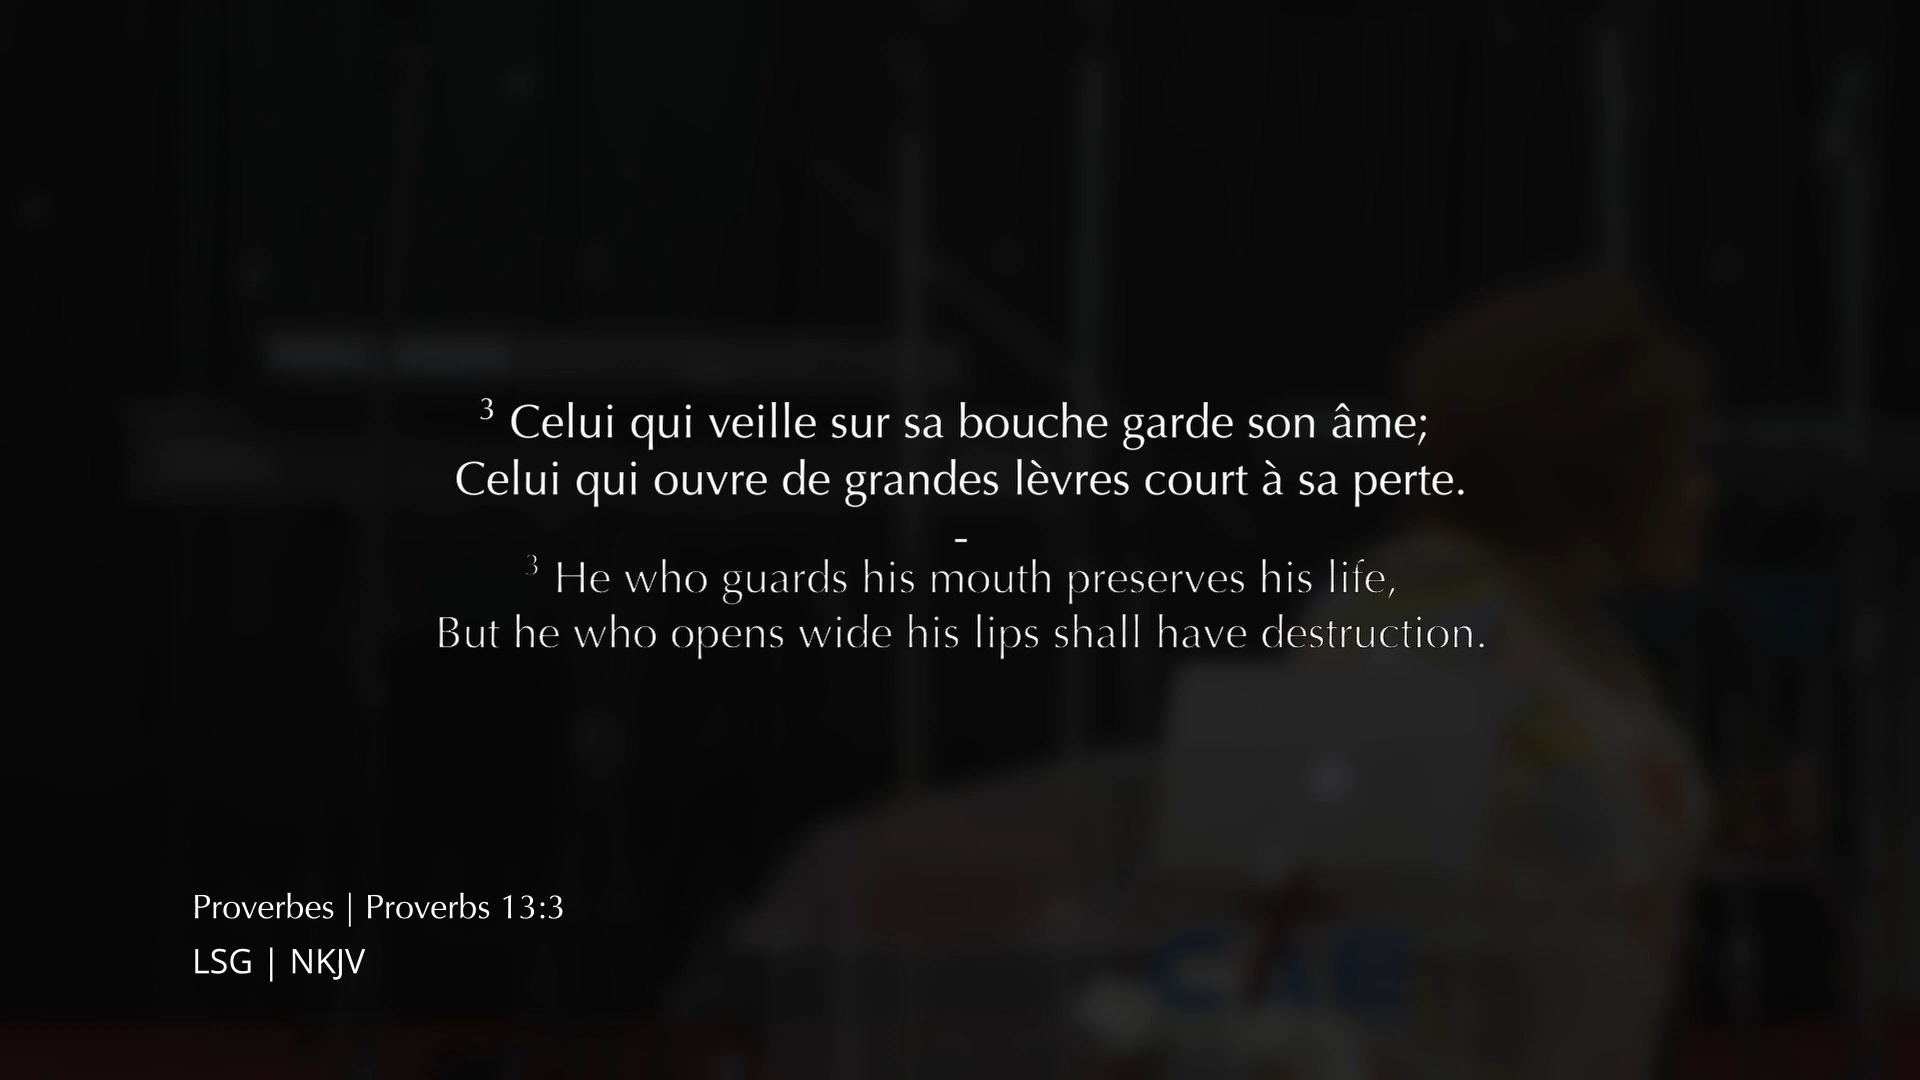 ³ Celui qui veille sur sa bouche garde son âme;
Celui qui ouvre de grandes lèvres court à sa perte.
-
³ He who guards his mouth preserves his life,
But he who opens wide his lips shall have destruction.
Proverbes | Proverbs 13:3
LSG | NKJV